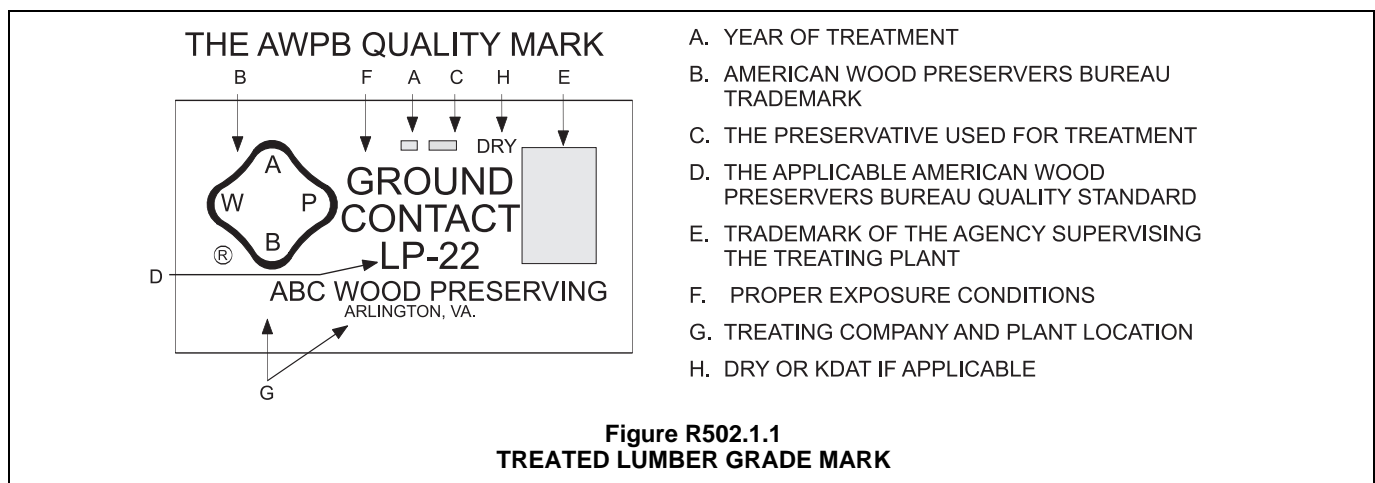 THE AWPB QUALITY MARK
B F A C H E
DRY
A
W P
B
®
GROUND
CONTACT
LP-22
D
ABC WOOD PRESERVING
ARLINGTON, VA.
G
A. YEAR OF TREATMENT
B. AMERICAN WOOD PRESERVERS BUREAU
TRADEMARK
C. THE PRESERVATIVE USED FOR TREATMENT
D. THE APPLICABLE AMERICAN WOOD
PRESERVERS BUREAU QUALITY STANDARD
E. TRADEMARK OF THE AGENCY SUPERVISING
THE TREATING PLANT
F. PROPER EXPOSURE CONDITIONS
G. TREATING COMPANY AND PLANT LOCATION
H. DRY OR KDAT IF APPLICABLE
Figure R502.1.1
TREATED LUMBER GRADE MARK